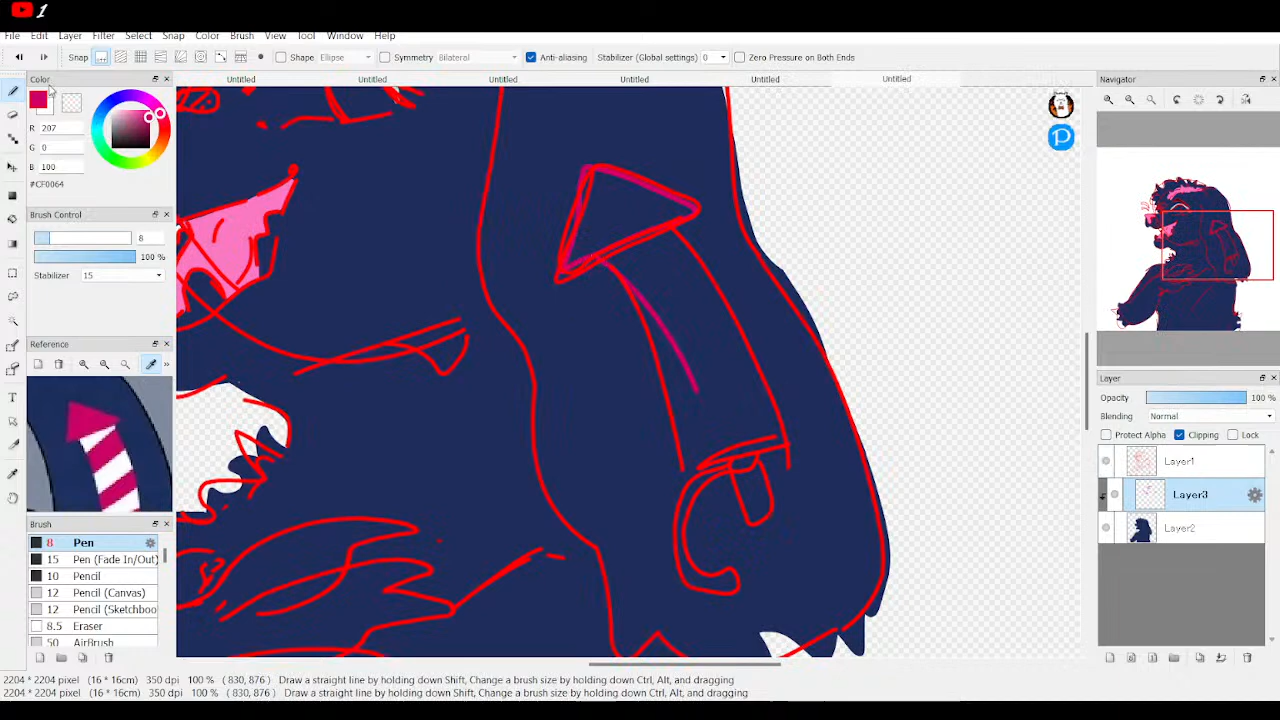 1
File Edit Layer Filter Select Snap Color Brush View Tool Window Help
Snap Shape Ellipse Symmetry Bilateral Anti-aliasing Stabilizer (Global settings) 0 Zero Pressure on Both Ends
Color Untitled Untitled Untitled Untitled Untitled Untitled Navigator
R 207
G 0
B 100
#CF0064
Brush Control
8
100 %
Stabilizer 15
Reference
Brush
8 Pen
15 Pen (Fade In/Out)
10 Pencil
12 Pencil (Canvas)
12 Pencil (Sketchboo
8.5 Eraser
50 AirBrush
P
Layer
Opacity 100 %
Blending Normal
Protect Alpha Clipping Lock
Layer1
Layer3
Layer2
2204 * 2204 pixel (16 * 16cm) 350 dpi 100 % ( 830, 876 ) Draw a straight line by holding down Shift, Change a brush size by holding down Ctrl, Alt, and dragging
2204 * 2204 pixel (16 * 16cm) 350 dpi 100 % ( 830, 876 ) Draw a straight line by holding down Shift, Change a brush size by holding down Ctrl, Alt, and dragging